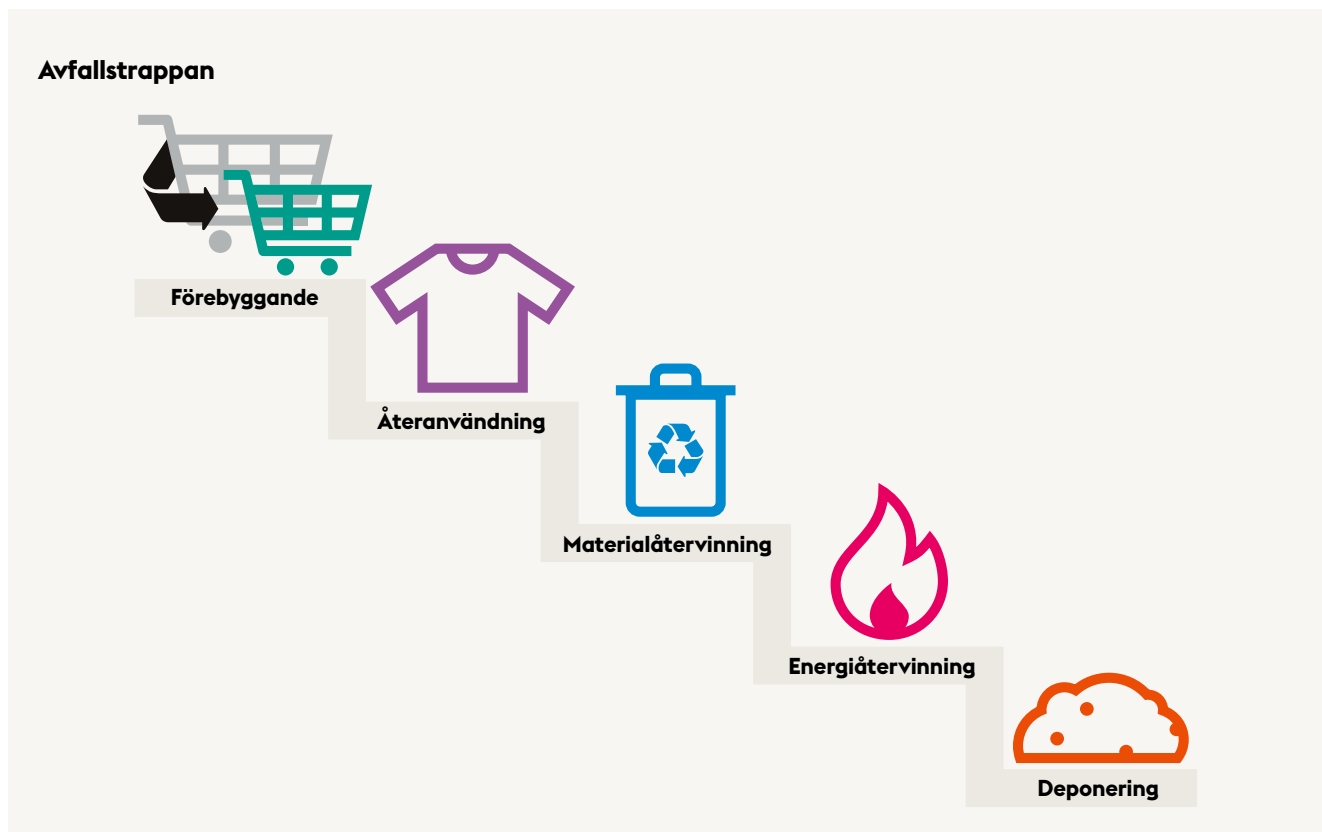 Avfallstrappan
Förebyggande
Återanvändning
Materialåtervinning
Energiåtervinning
Deponering